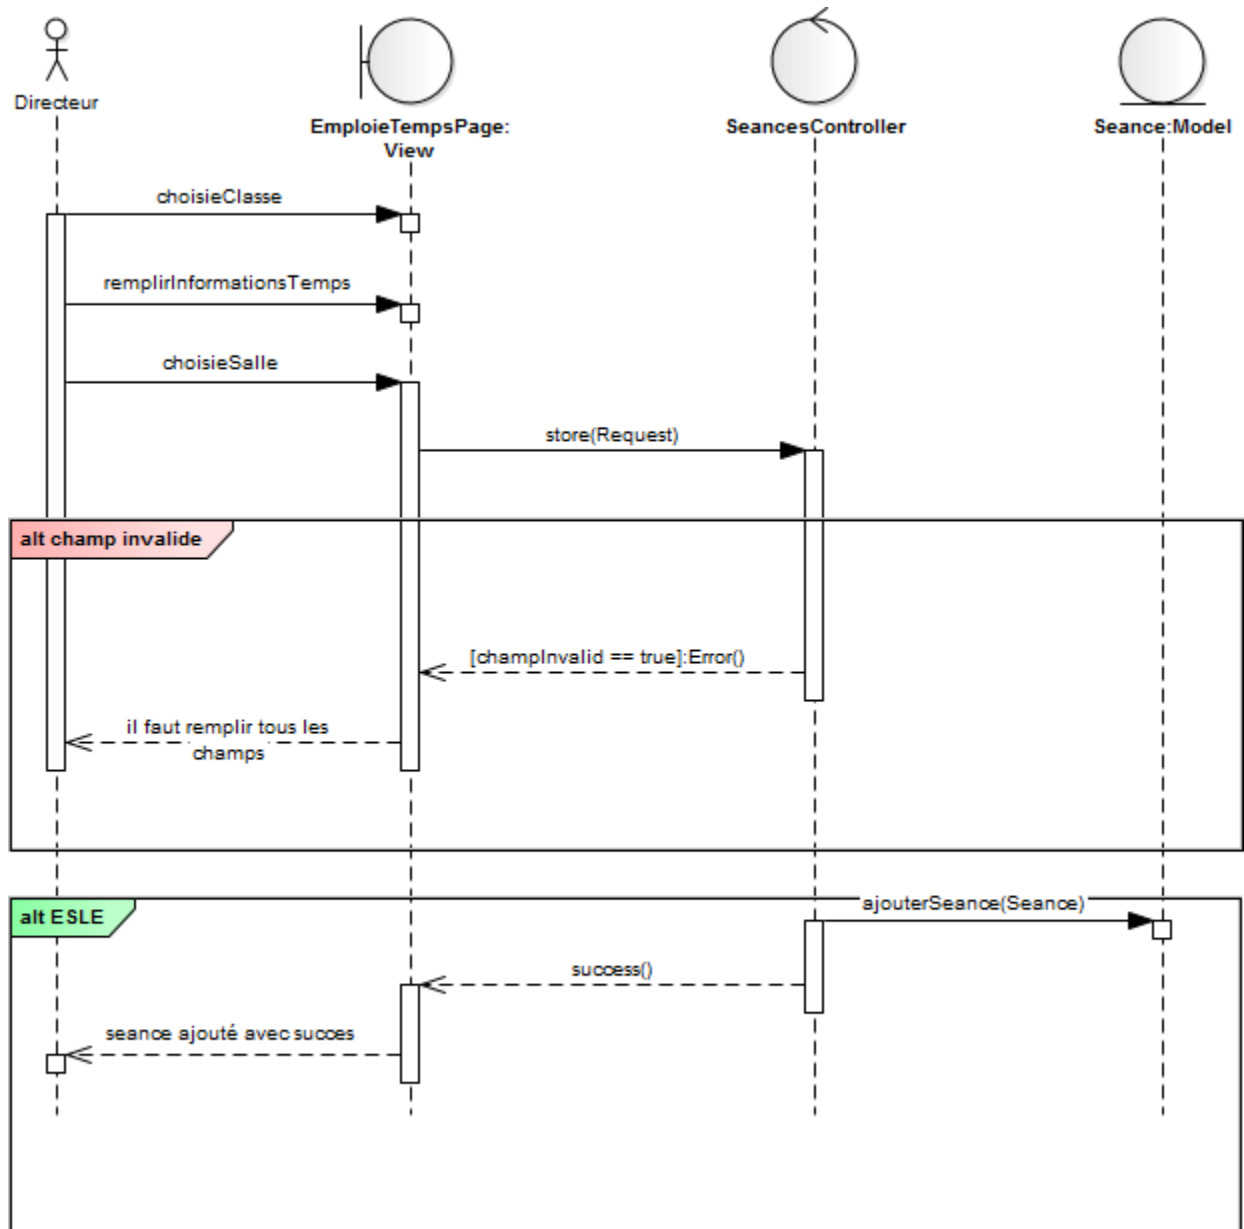 Directeur
EmploieTempsPage:
View
SeancesController
Seance:Model
choisieClasse
remplirInformationsTemps
choisieSalle
store(Request)
alt champ invalide
[champInvalid == true]:Error()
il faut remplir tous les
champs
alt ESLE
ajouterSeance(Seance)
success()
seance ajouté avec succes